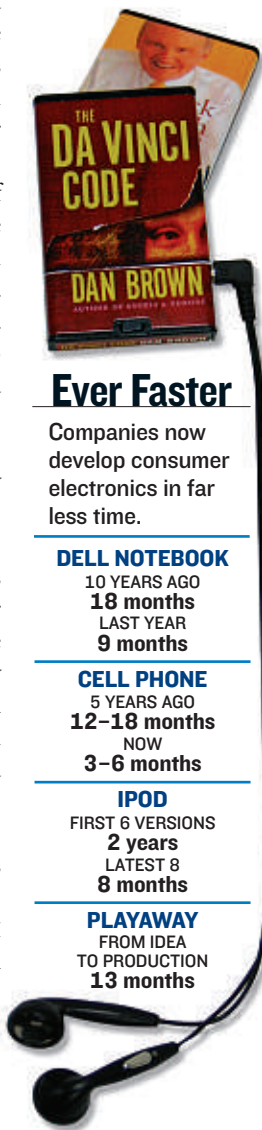 THE
DA VINCI
CODE
DAN BROWN
Ever Faster
Companies now
develop consumer
electronics in far
less time.
DELL NOTEBOOK
10 YEARS AGO
18 months
LAST YEAR
9 months
CELL PHONE
5 YEARS AGO
12–18 months
NOW
3–6 months
IPOD
FIRST 6 VERSIONS
2 years
LATEST 8
8 months
PLAYAWAY
FROM IDEA
TO PRODUCTION
13 months